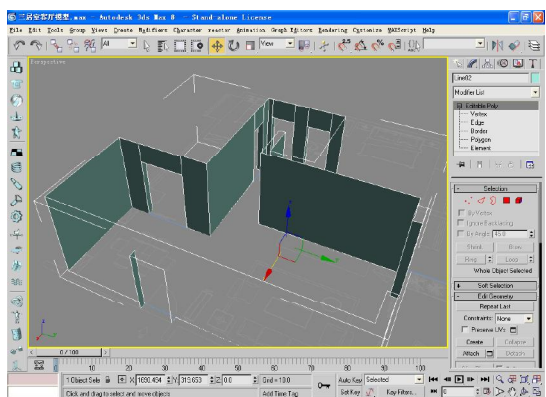 三居室客厅模型.max - Autodesk 3ds Max 8 - Stand-alone License
File Edit Tools Group Views Create Modifiers Character reactor Animation Graph Editors Rendering Customize MAXScript Help
All View
Perspective
Line02
Modifier List
Editable Poly
Vertex
Edge
Border
Polygon
Element
Selection
By Vertex
Ignore Backfacing
By Angle: 45.0
Shrink Grow
Ring Loop
Whole Object Selected
Soft Selection
Edit Geometry
Repeat Last
Constraints: None
Preserve UVs
Create Collapse
Attach Detach
0 / 100
0 10 20 30 40 50 60 70 80 90 100
1 Object Sele X: 1690.494 Y: 313.653 Z: 0.0 Grid = 10.0 Auto Key Selected
Click and drag to select and move objects Add Time Tag Set Key Key Filters...